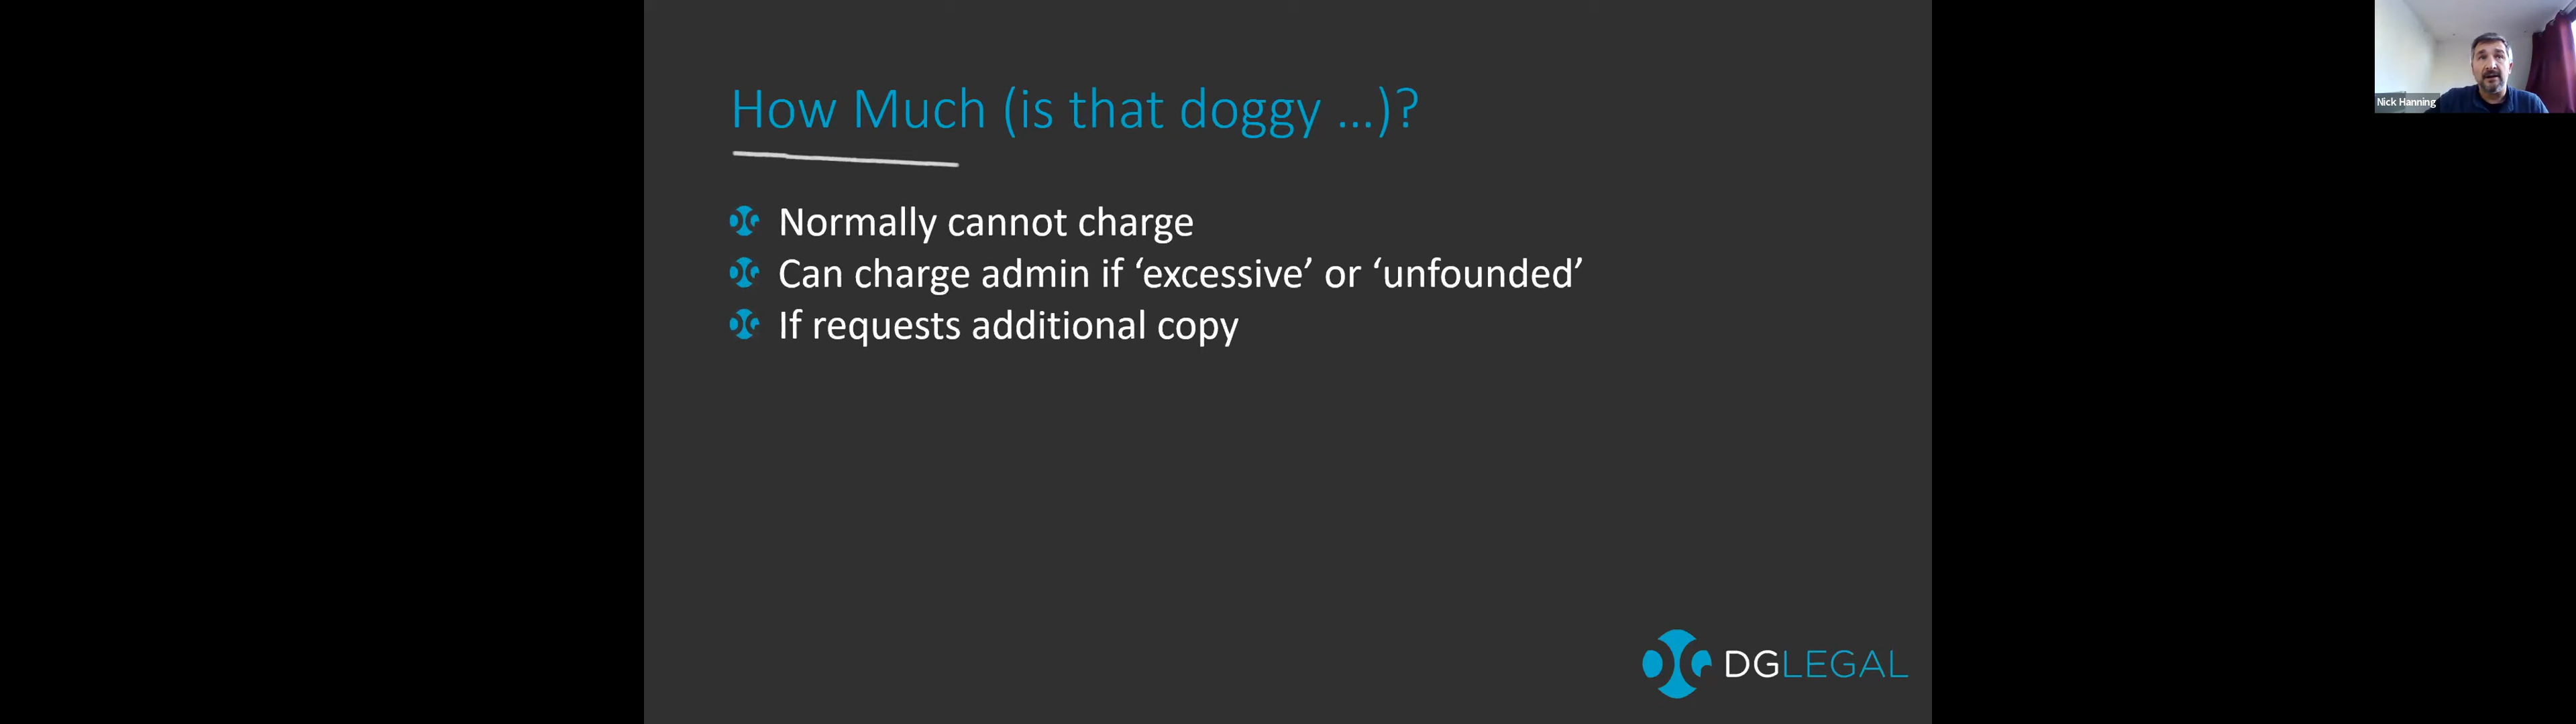 How Much (is that doggy ...)?
Normally cannot charge
Can charge admin if ‘excessive’ or ‘unfounded’
If requests additional copy
DGLEGAL
Nick Hanning